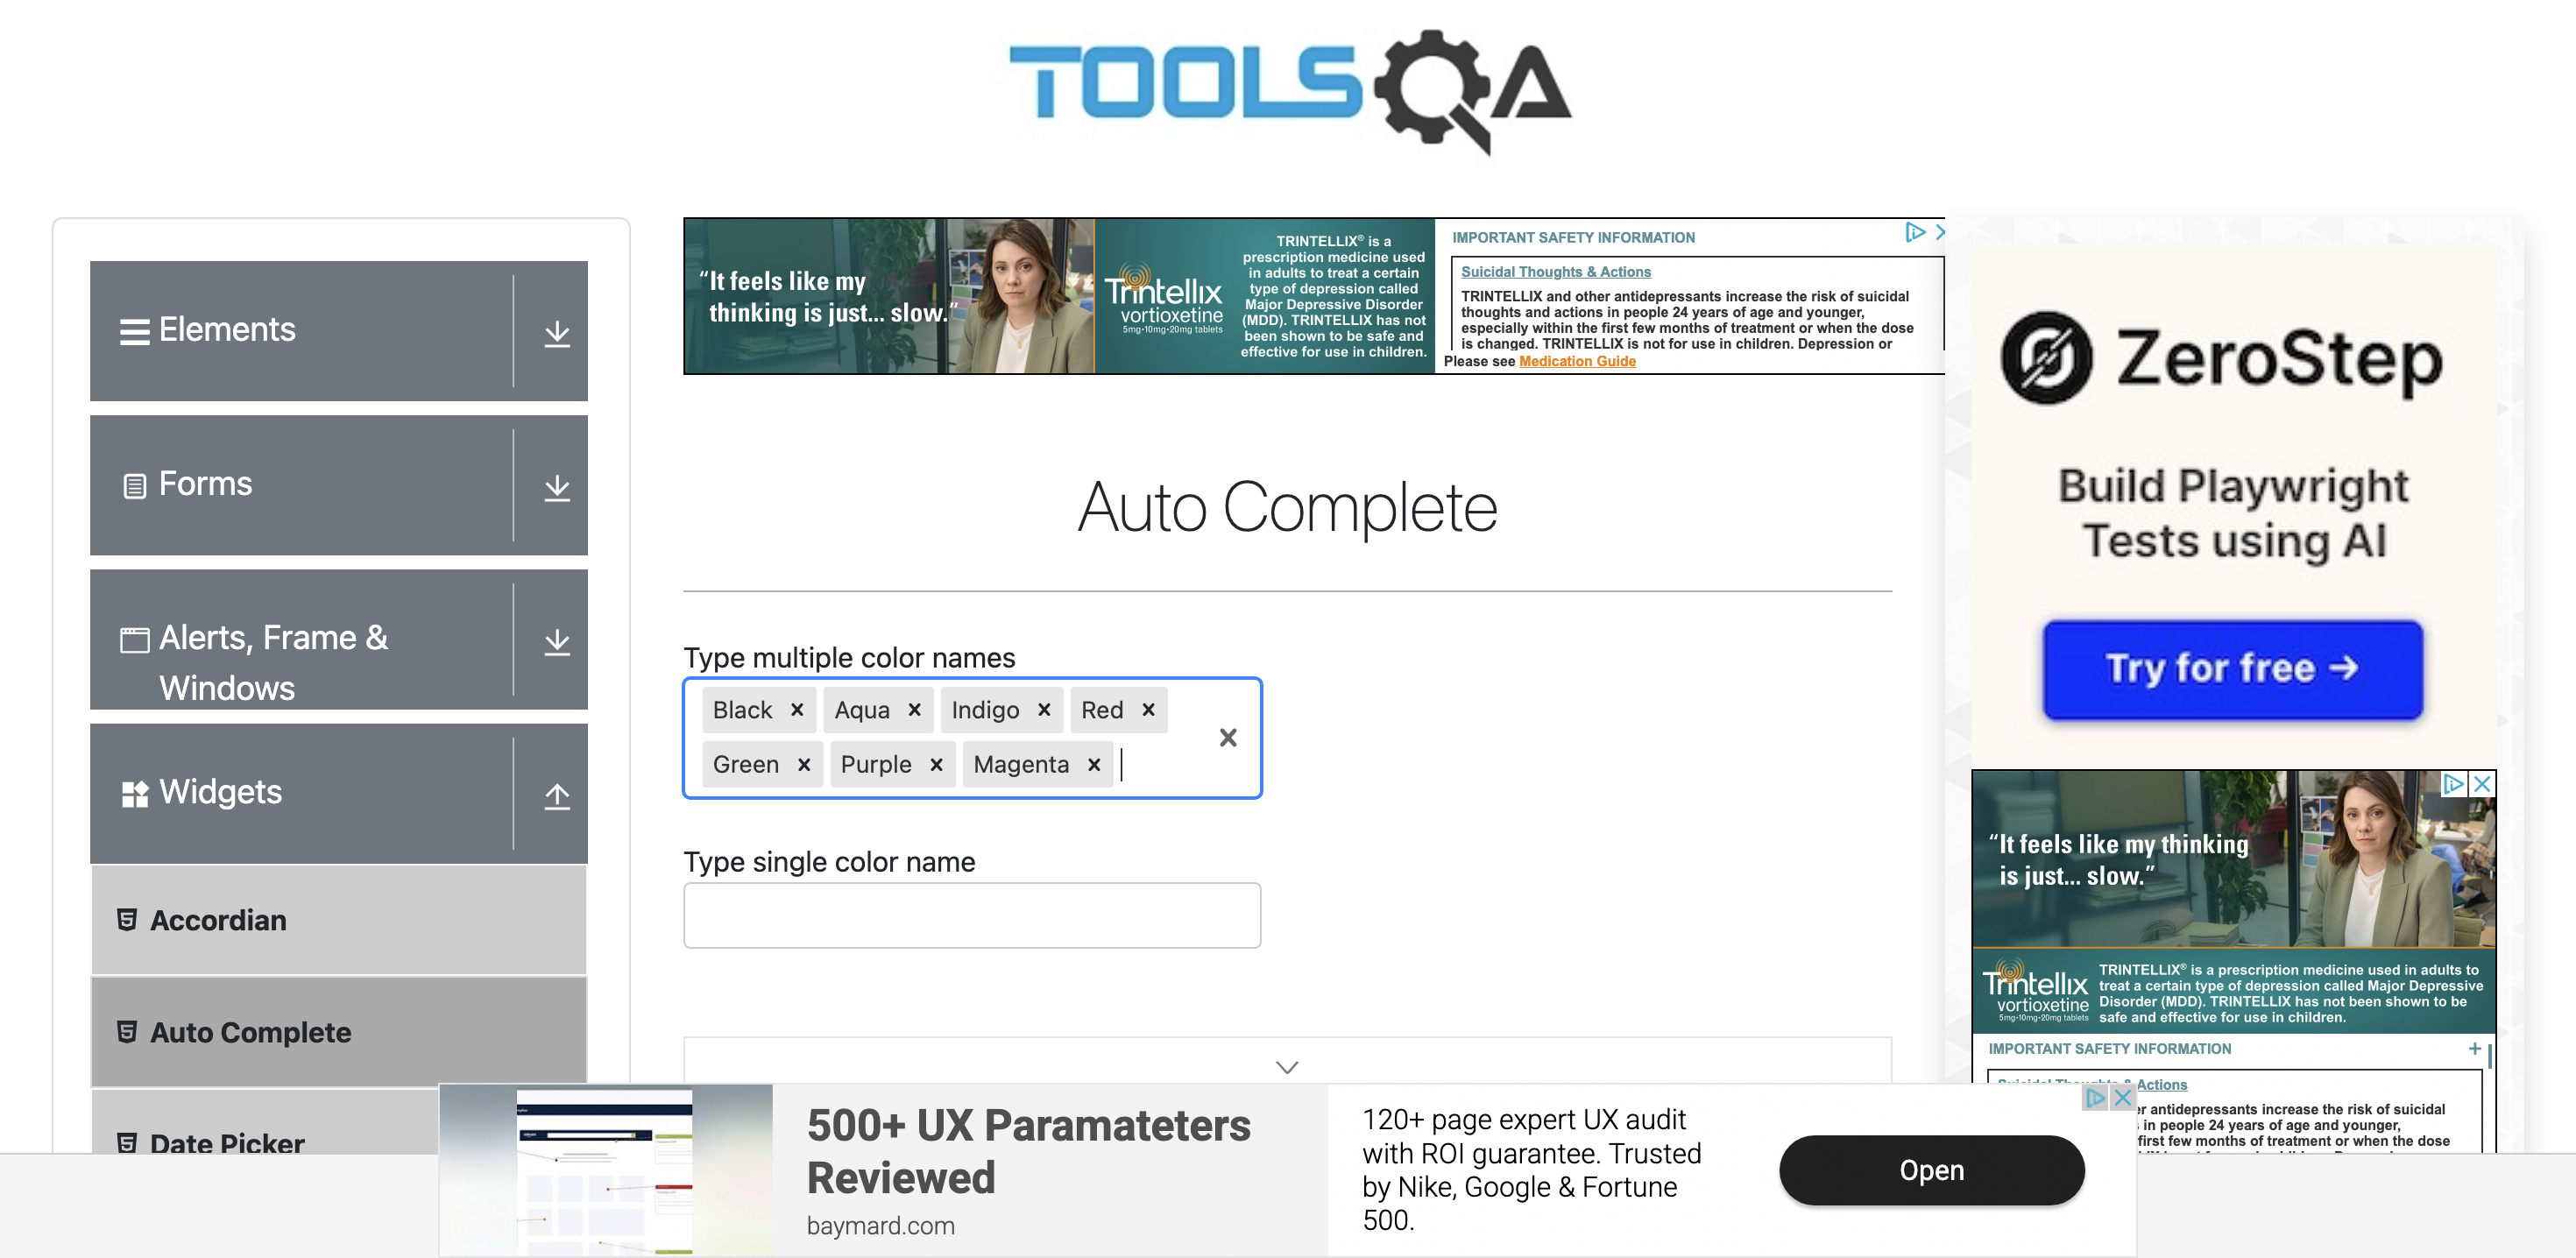 TOOLSQA
Elements
Forms
Alerts, Frame &
Windows
Widgets
Accordian
Auto Complete
Date Picker
“It feels like my
thinking is just... slow.”
Trintellix
vortioxetine
5mg•10mg•20mg tablets
TRINTELLIX® is a
prescription medicine used
in adults to treat a certain
type of depression called
Major Depressive Disorder
(MDD). TRINTELLIX has not
been shown to be safe and
effective for use in children.
IMPORTANT SAFETY INFORMATION
Suicidal Thoughts & Actions
TRINTELLIX and other antidepressants increase the risk of suicidal
thoughts and actions in people 24 years of age and younger,
especially within the first few months of treatment or when the dose
is changed. TRINTELLIX is not for use in children. Depression or
Please see Medication Guide
Auto Complete
Type multiple color names
Black Aqua Indigo Red
Green Purple Magenta
Type single color name
ZeroStep
Build Playwright
Tests using AI
Try for free →
“It feels like my thinking
is just... slow.”
Trintellix
vortioxetine
5mg•10mg•20mg tablets
TRINTELLIX® is a prescription medicine used in adults to
treat a certain type of depression called Major Depressive
Disorder (MDD). TRINTELLIX has not been shown to be
safe and effective for use in children.
IMPORTANT SAFETY INFORMATION +
Actions
r antidepressants increase the risk of suicidal
in people 24 years of age and younger,
first few months of treatment or when the dose
500+ UX Paramateters
Reviewed
baymard.com
120+ page expert UX audit
with ROI guarantee. Trusted
by Nike, Google & Fortune
500.
Open